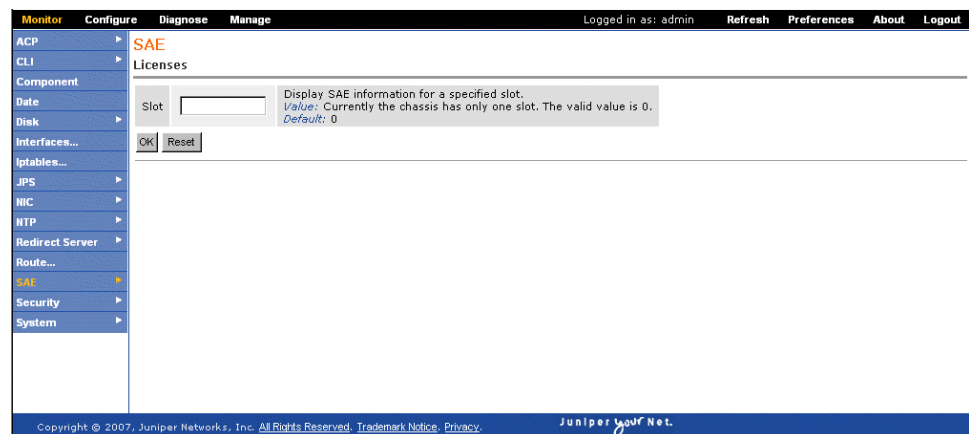 Monitor Configure Diagnose Manage Logged in as: admin Refresh Preferences About Logout
ACP
CLI
Component
Date
Disk
Interfaces...
Iptables...
JPS
NIC
NTP
Redirect Server
Route...
SAE
Security
System
SAE
Licenses
Slot
Display SAE information for a specified slot.
Value: Currently the chassis has only one slot. The valid value is 0.
Default: 0
OK Reset
Copyright © 2007, Juniper Networks, Inc. All Rights Reserved. Trademark Notice. Privacy.
Juniper your Net.